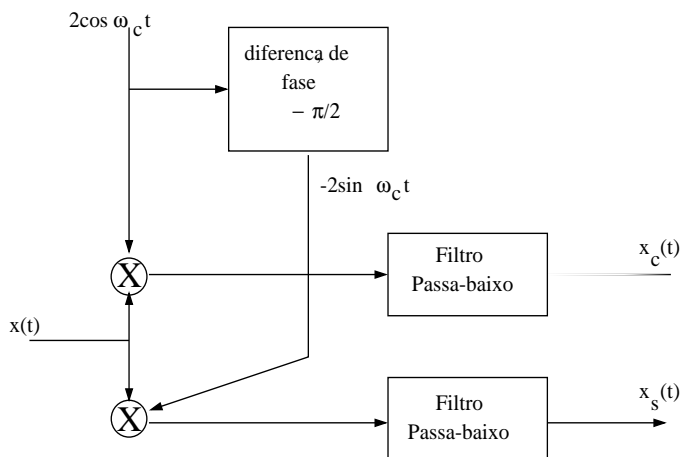 2cos ω_c t
diferença de
fase
− π/2
-2sin ω_c t
Filtro
Passa-baixo
x_c(t)
X
x(t)
X
Filtro
Passa-baixo
x_s(t)